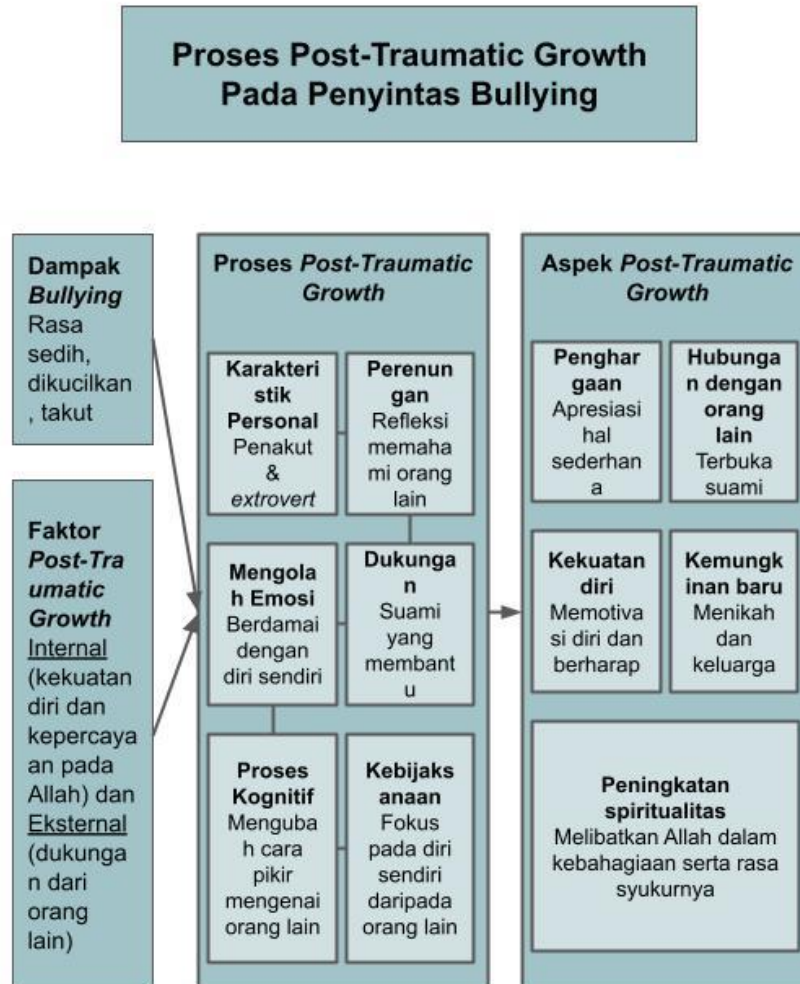 Proses Post-Traumatic Growth
Pada Penyintas Bullying
Dampak
Bullying
Rasa
sedih,
dikucilkan
, takut
Faktor
Post-Tra
umatic
Growth
Internal
(kekuatan
diri dan
kepercaya
an pada
Allah) dan
Eksternal
(dukunga
n dari
orang
lain)
Proses Post-Traumatic
Growth
Karakteri
stik
Personal
Penakut
&
extrovert
Perenun
gan
Refleksi
memaha
mi orang
lain
Mengola
h Emosi
Berdamai
dengan
diri sendiri
Dukunga
n
Suami
yang
membant
u
Proses
Kognitif
Menguba
h cara
pikir
mengenai
orang lain
Kebijaks
anaan
Fokus
pada diri
sendiri
daripada
orang lain
Aspek Post-Traumatic
Growth
Penghar
gaan
Apresiasi
hal
sederhan
a
Hubunga
n dengan
orang
lain
Terbuka
suami
Kekuatan
diri
Memotiva
si diri dan
berharap
Kemungk
inan baru
Menikah
dan
keluarga
Peningkatan
spiritualitas
Melibatkan Allah dalam
kebahagiaan serta rasa
syukurnya